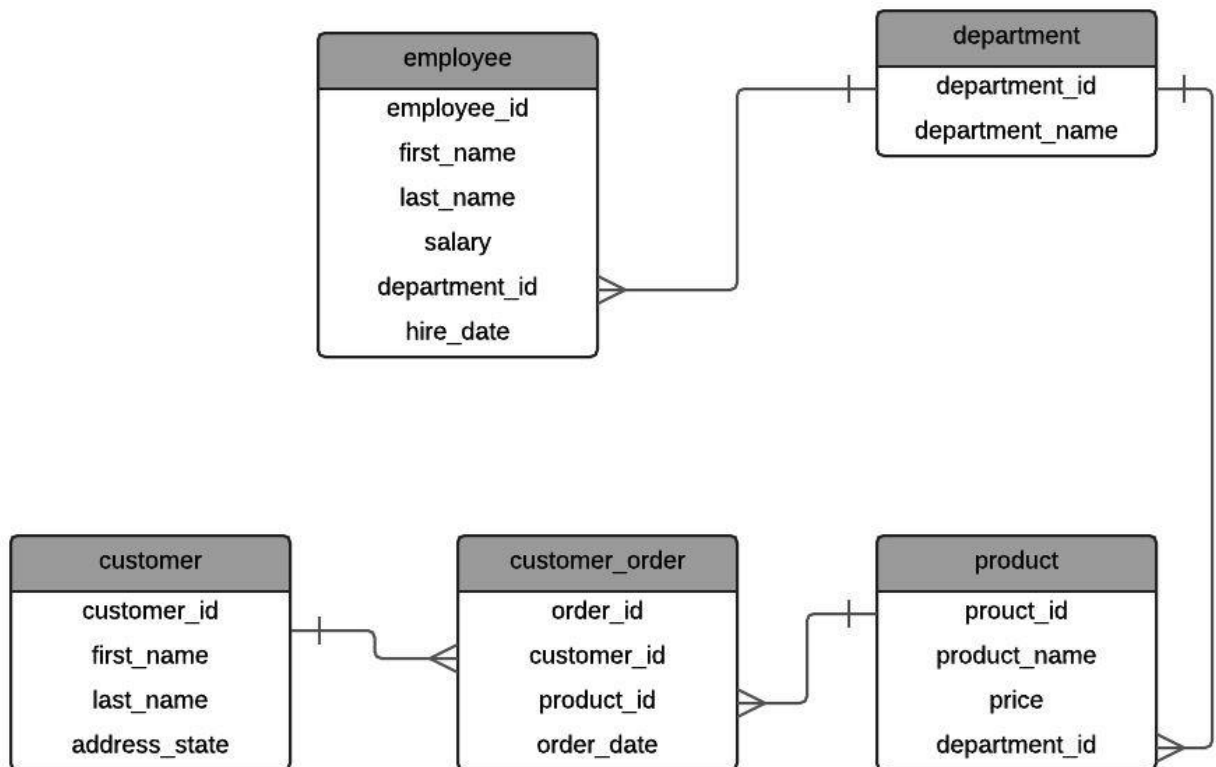 employee
employee_id
first_name
last_name
salary
department_id
hire_date
department
department_id
department_name
customer
customer_id
first_name
last_name
address_state
customer_order
order_id
customer_id
product_id
order_date
product
prouct_id
product_name
price
department_id